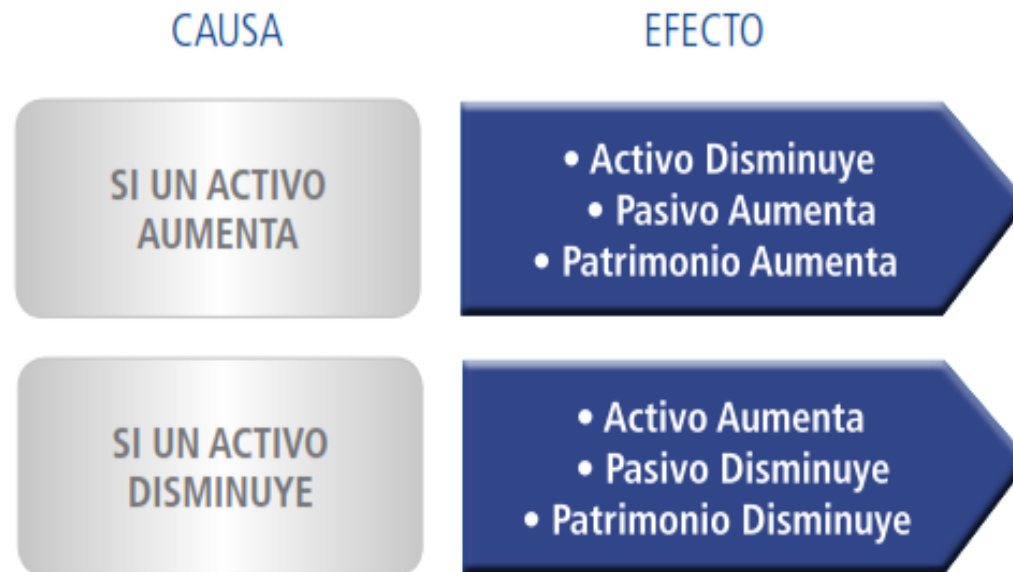 CAUSA
EFECTO
SI UN ACTIVO
AUMENTA
• Activo Disminuye
• Pasivo Aumenta
• Patrimonio Aumenta
SI UN ACTIVO
DISMINUYE
• Activo Aumenta
• Pasivo Disminuye
• Patrimonio Disminuye